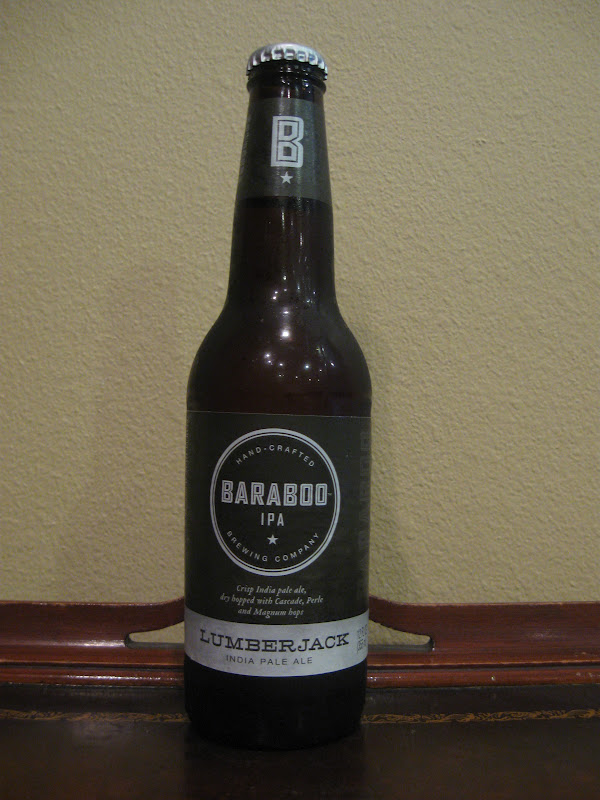 B
HAND-CRAFTED
BARABOO
IPA
BREWING COMPANY
Crisp India pale ale,
dry hopped with Cascade, Perle
and Magnum hops
LUMBERJACK
INDIA PALE ALE